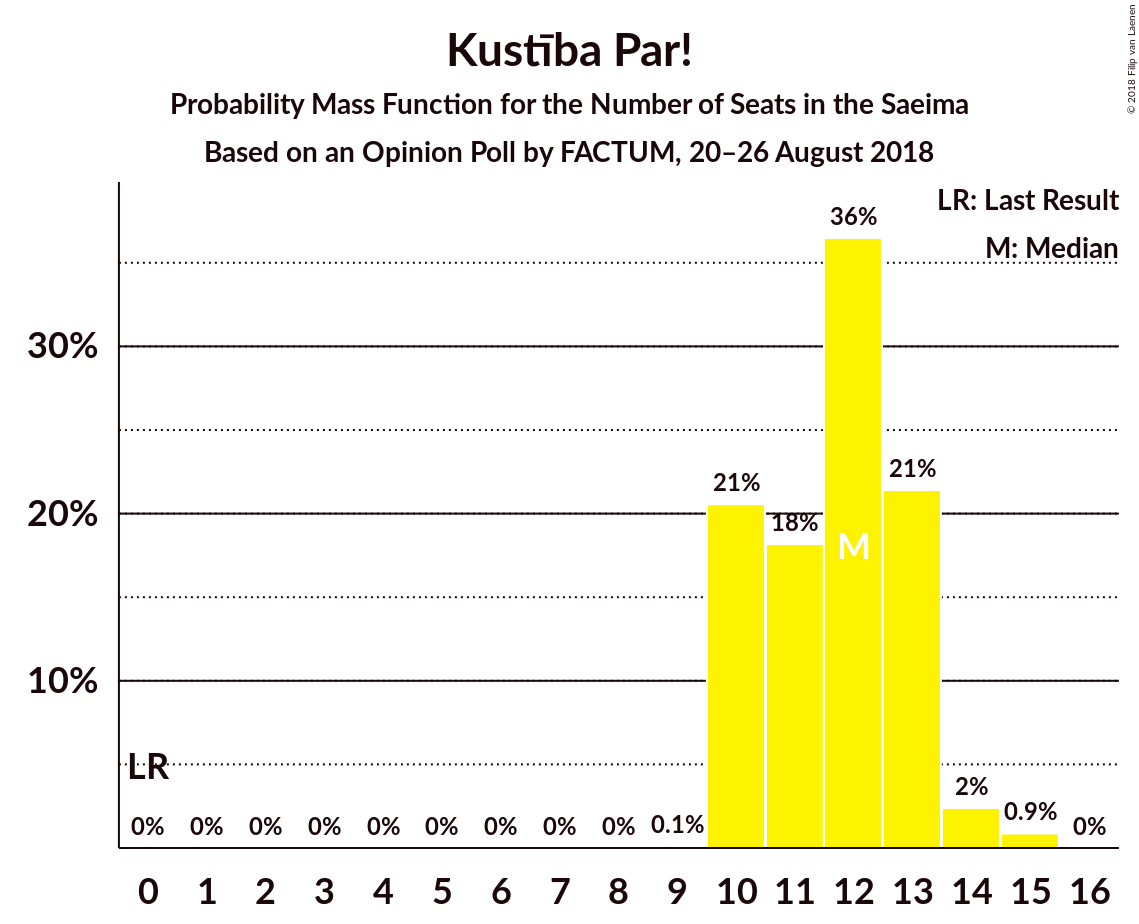 Kustība Par!
Probability Mass Function for the Number of Seats in the Saeima
Based on an Opinion Poll by FACTUM, 20–26 August 2018
© 2018 Filip van Laenen
LR: Last Result
M: Median
36%
30%
21%
21%
20%
18%
M
10%
LR
2%
0.9%
0% 0% 0% 0% 0% 0% 0% 0% 0% 0.1% 0%
0 1 2 3 4 5 6 7 8 9 10 11 12 13 14 15 16